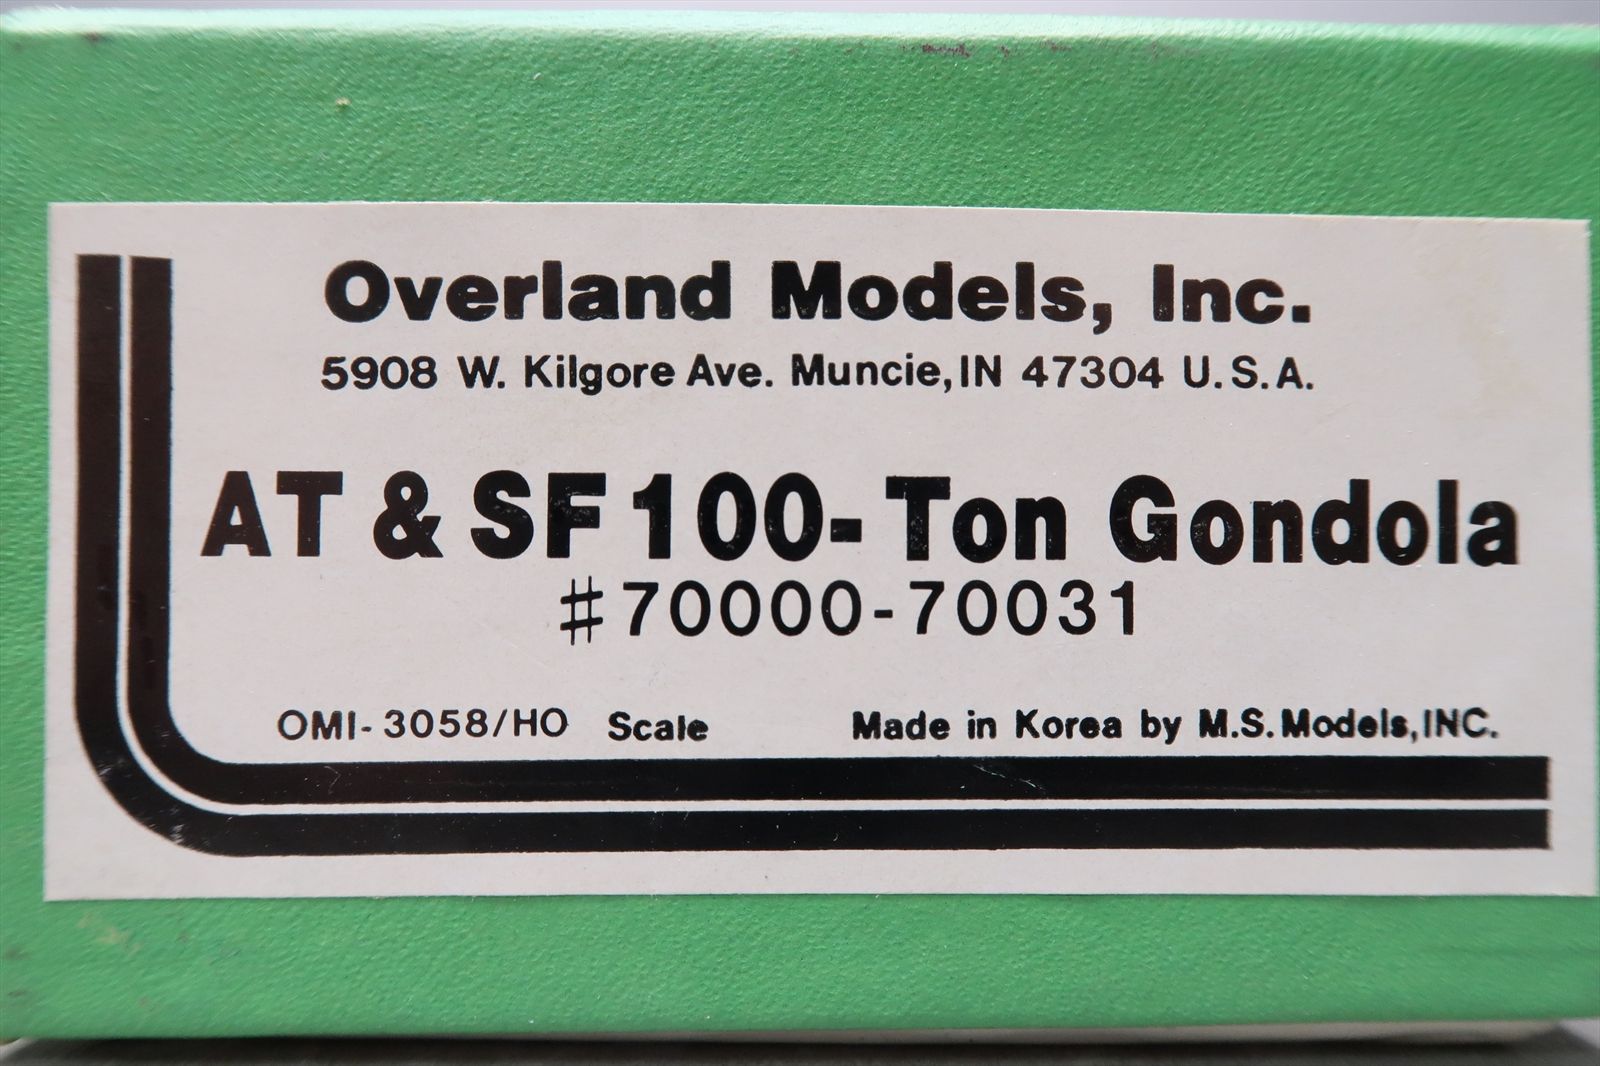 Overland Models, Inc.
5908 W. Kilgore Ave. Muncie, IN 47304 U.S.A.
AT & SF 100-Ton Gondola
#70000-70031
OMI-3058/HO Scale Made in Korea by M.S. Models, INC.